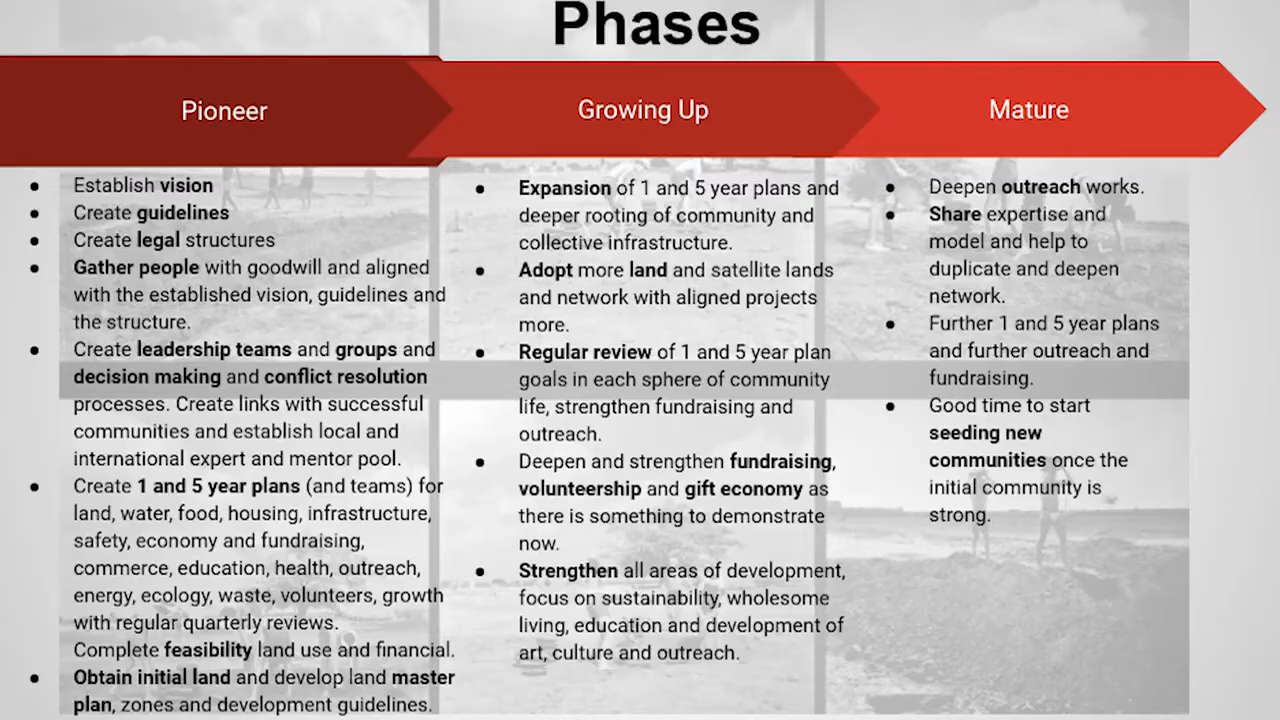 Phases
Pioneer
Growing Up
Mature
● Establish vision
● Create guidelines
● Create legal structures
● Gather people with goodwill and aligned
with the established vision, guidelines and
the structure.
● Create leadership teams and groups and
decision making and conflict resolution
processes. Create links with successful
communities and establish local and
international expert and mentor pool.
● Create 1 and 5 year plans (and teams) for
land, water, food, housing, infrastructure,
safety, economy and fundraising,
commerce, education, health, outreach,
energy, ecology, waste, volunteers, growth
with regular quarterly reviews.
Complete feasibility land use and financial.
● Obtain initial land and develop land master
plan, zones and development guidelines.
● Expansion of 1 and 5 year plans and
deeper rooting of community and
collective infrastructure.
● Adopt more land and satellite lands
and network with aligned projects
more.
● Regular review of 1 and 5 year plan
goals in each sphere of community
life, strengthen fundraising and
outreach.
● Deepen and strengthen fundraising,
volunteership and gift economy as
there is something to demonstrate
now.
● Strengthen all areas of development,
focus on sustainability, wholesome
living, education and development of
art, culture and outreach.
● Deepen outreach works.
● Share expertise and
model and help to
duplicate and deepen
network.
● Further 1 and 5 year plans
and further outreach and
fundraising.
● Good time to start
seeding new
communities once the
initial community is
strong.